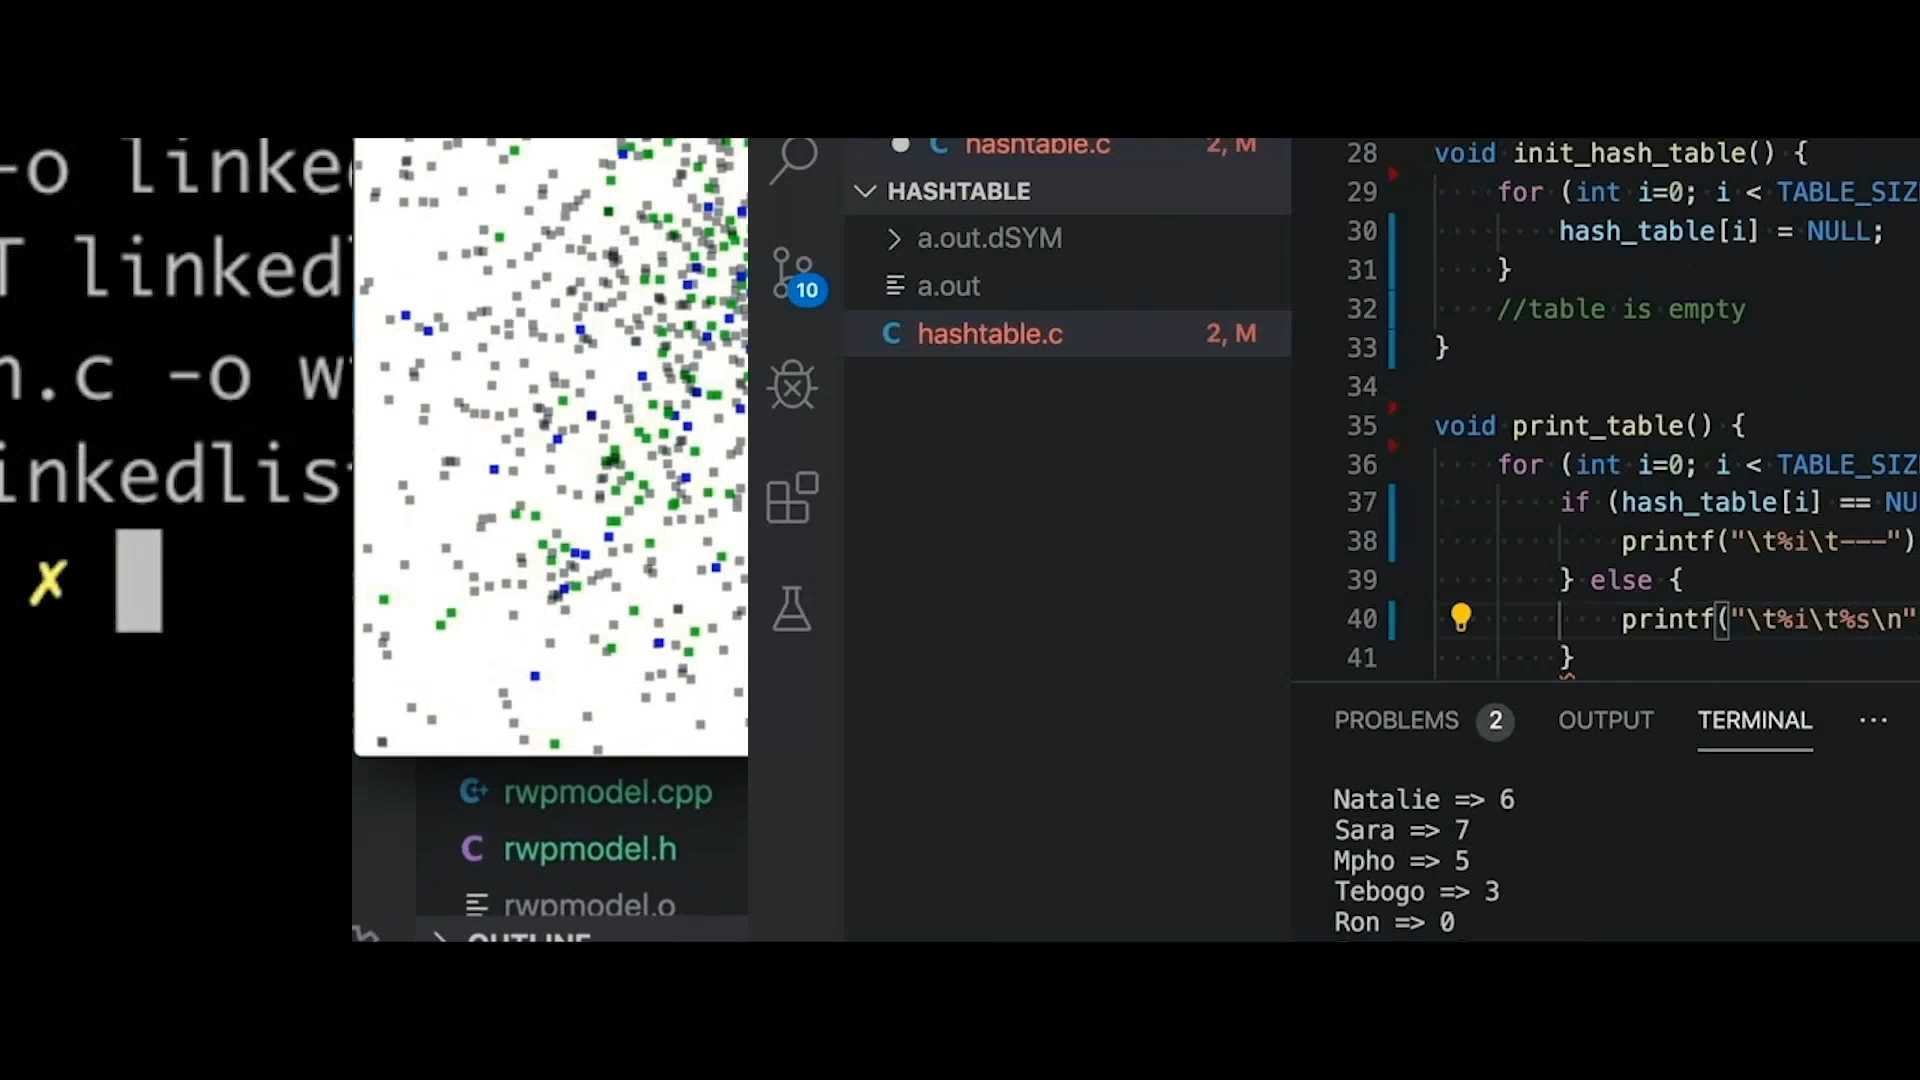 -o linke
T linked
.c -o w
inkedlis
✗
rwpmodel.cpp
rwpmodel.h
rwpmodel.o
OUTLINE
10
hashtable.c 2, M
HASHTABLE
a.out.dSYM
a.out
hashtable.c 2, M
28 void init_hash_table() {
29 for (int i=0; i < TABLE_SIZ
30 hash_table[i] = NULL;
31 }
32 //table is empty
33 }
34
35 void print_table() {
36 for (int i=0; i < TABLE_SIZ
37 if (hash_table[i] == NU
38 printf("\t%i\t---")
39 } else {
40 printf("\t%i\t%s\n"
41 }
PROBLEMS 2 OUTPUT TERMINAL ...
Natalie => 6
Sara => 7
Mpho => 5
Tebogo => 3
Ron => 0